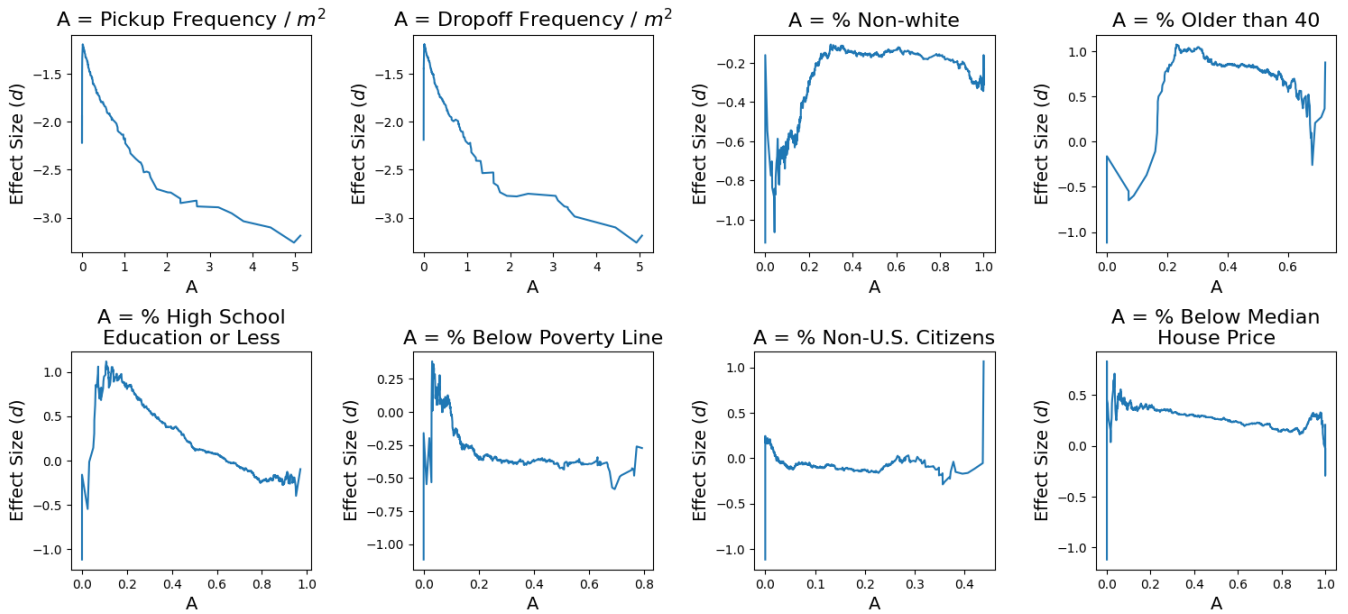 A = Pickup Frequency / m²
Effect Size (d)
−1.5
−2.0
−2.5
−3.0
0 1 2 3 4 5
A
A = Dropoff Frequency / m²
Effect Size (d)
−1.5
−2.0
−2.5
−3.0
0 1 2 3 4 5
A
A = % Non-white
Effect Size (d)
−0.2
−0.4
−0.6
−0.8
−1.0
0.0 0.2 0.4 0.6 0.8 1.0
A
A = % Older than 40
Effect Size (d)
1.0
0.5
0.0
−0.5
−1.0
0.0 0.2 0.4 0.6
A
A = % High School
Education or Less
Effect Size (d)
1.0
0.5
0.0
−0.5
−1.0
0.0 0.2 0.4 0.6 0.8 1.0
A
A = % Below Poverty Line
Effect Size (d)
0.25
0.00
−0.25
−0.50
−0.75
−1.00
0.0 0.2 0.4 0.6 0.8
A
A = % Non-U.S. Citizens
Effect Size (d)
1.0
0.5
0.0
−0.5
−1.0
0.0 0.1 0.2 0.3 0.4
A
A = % Below Median
House Price
Effect Size (d)
0.5
0.0
−0.5
−1.0
0.0 0.2 0.4 0.6 0.8 1.0
A